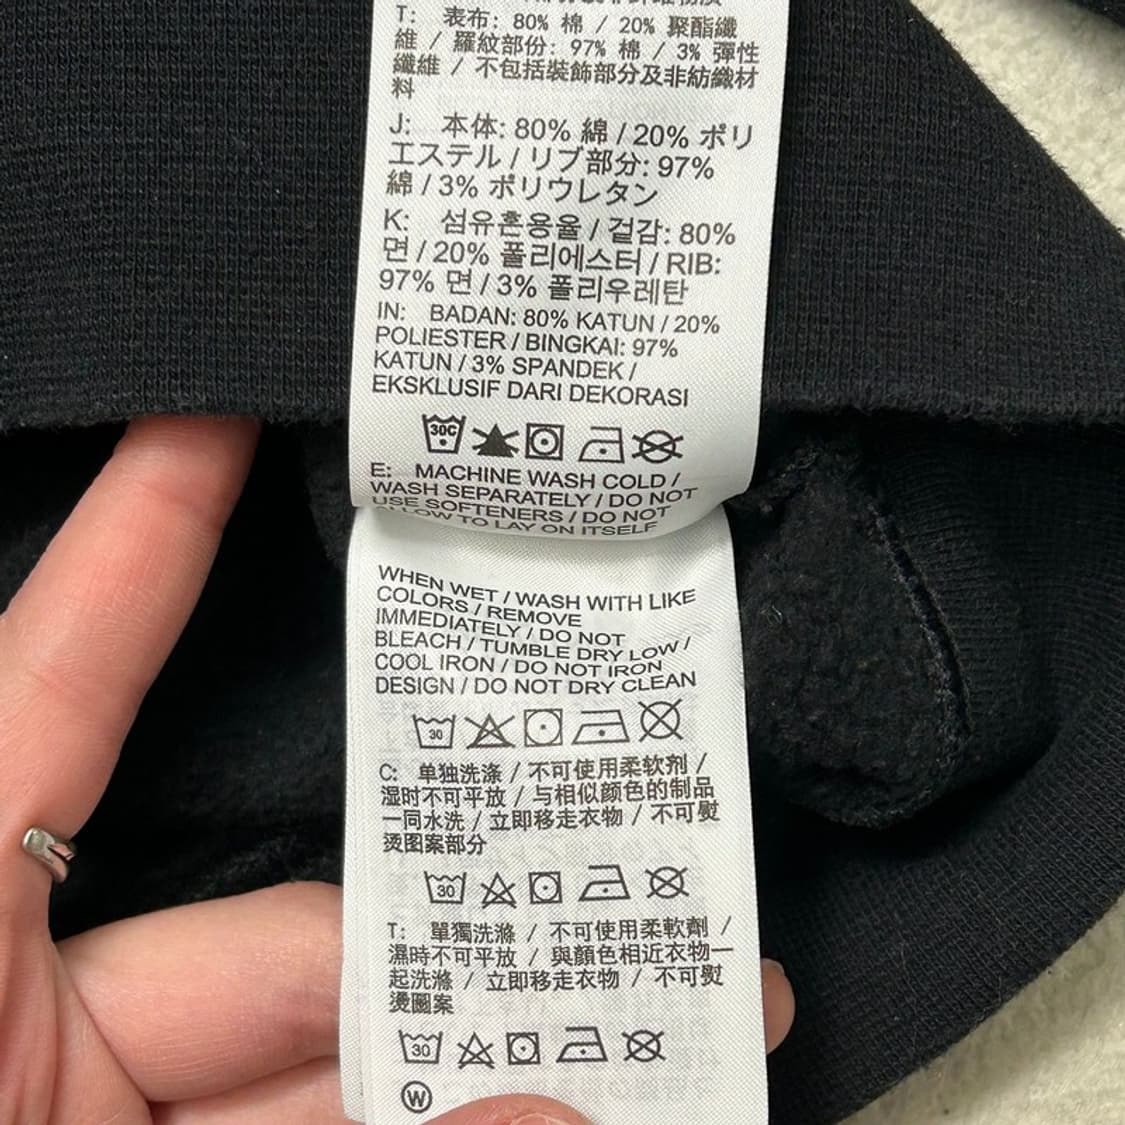 T: 表布: 80% 棉 / 20% 聚酯纖
維 / 羅紋部份: 97% 棉 / 3% 彈性
纖維 / 不包括裝飾部分及非紡織材
料
J: 本体: 80% 綿 / 20% ポリ
エステル / リブ部分: 97%
綿 / 3% ポリウレタン
K: 섬유혼용율 / 겉감: 80%
면 / 20% 폴리에스터 / RIB:
97% 면 / 3% 폴리우레탄
IN: BADAN: 80% KATUN / 20%
POLIESTER / BINGKAI: 97%
KATUN / 3% SPANDEK /
EKSKLUSIF DARI DEKORASI
30C
E: MACHINE WASH COLD /
WASH SEPARATELY / DO NOT
USE SOFTENERS / DO NOT
ALLOW TO LAY ON ITSELF
WHEN WET / WASH WITH LIKE
COLORS / REMOVE
IMMEDIATELY / DO NOT
BLEACH / TUMBLE DRY LOW /
COOL IRON / DO NOT IRON
DESIGN / DO NOT DRY CLEAN
30
C: 单独洗涤 / 不可使用柔软剂 /
湿时不可平放 / 与相似颜色的制品
一同水洗 / 立即移走衣物 / 不可熨
烫图案部分
30
T: 單獨洗滌 / 不可使用柔軟劑 /
濕時不可平放 / 與顏色相近衣物一
起洗滌 / 立即移走衣物 / 不可熨
燙圖案
30
W